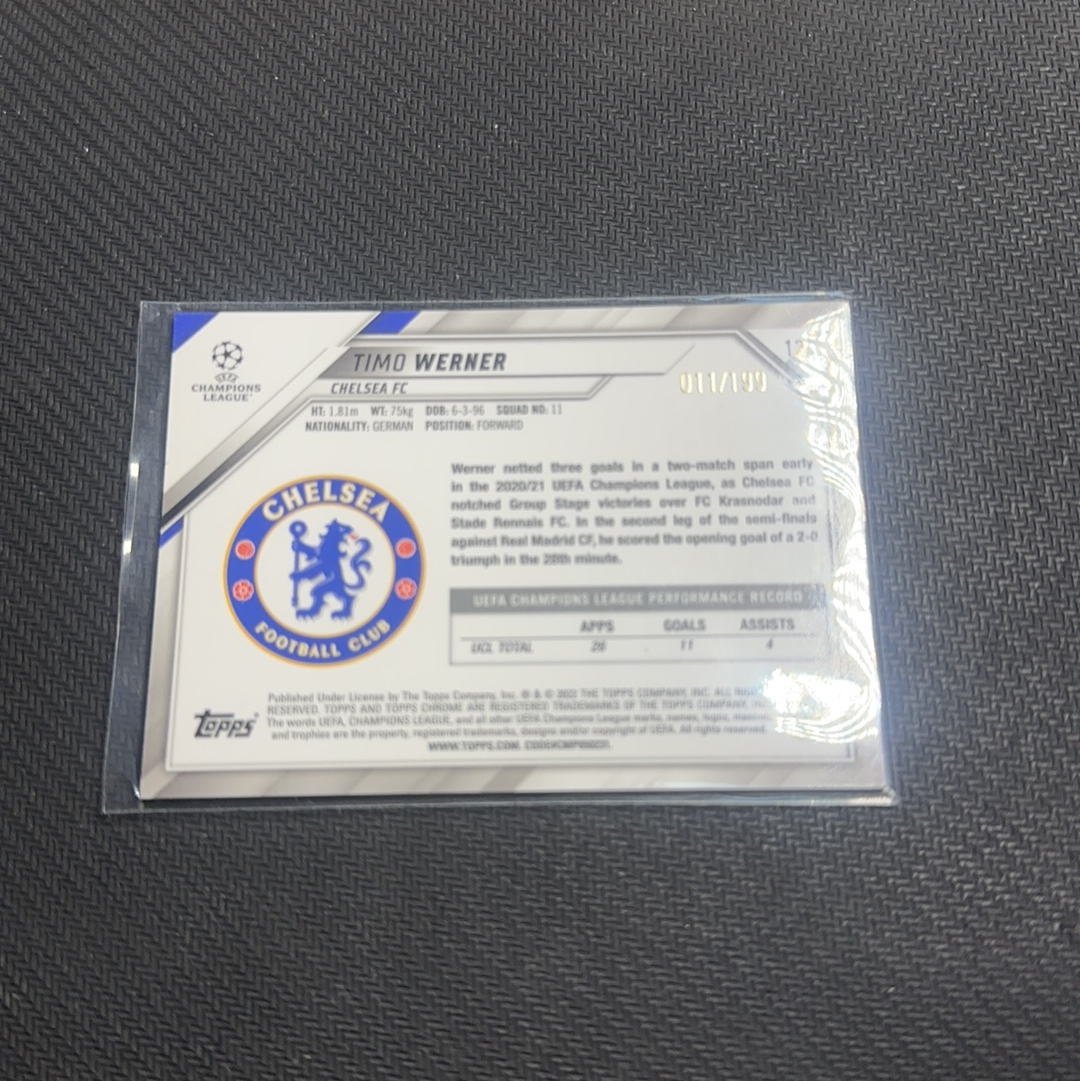 UEFA
CHAMPIONS
LEAGUE
TIMO WERNER
CHELSEA FC
011/199
HT: 1.81m WT: 75kg DOB: 6-3-96 SQUAD NO: 11
NATIONALITY: GERMAN POSITION: FORWARD
CHELSEA
FOOTBALL CLUB
Werner netted three goals in a two-match span early
in the 2020/21 UEFA Champions League, as Chelsea FC
notched Group Stage victories over FC Krasnodar and
Stade Rennais FC. In the second leg of the semi-finals
against Real Madrid CF, he scored the opening goal of a 2-0
triumph in the 28th minute.
UEFA CHAMPIONS LEAGUE PERFORMANCE RECORD
APPS GOALS ASSISTS
UCL TOTAL 26 11 4
topps
Published Under License by The Topps Company, Inc. ® & © 2022 THE TOPPS COMPANY, INC. ALL
RESERVED. TOPPS AND TOPPS CHROME ARE REGISTERED TRADEMARKS OF THE TOPPS COMPANY,
The words UEFA, CHAMPIONS LEAGUE, and all other UEFA Champions League marks, names, logos,
and trophies are the property, registered trademarks, designs and/or copyright of UEFA. All rights reserved.
WWW.TOPPS.COM